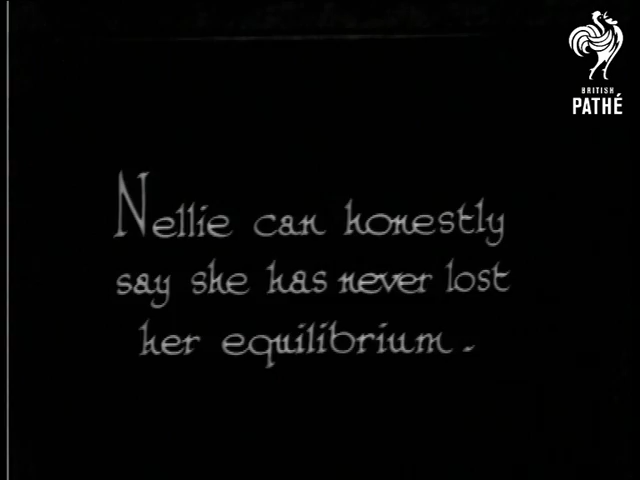 BRITISH
PATHÉ
Nellie can honestly
say she has never lost
her equilibrium.